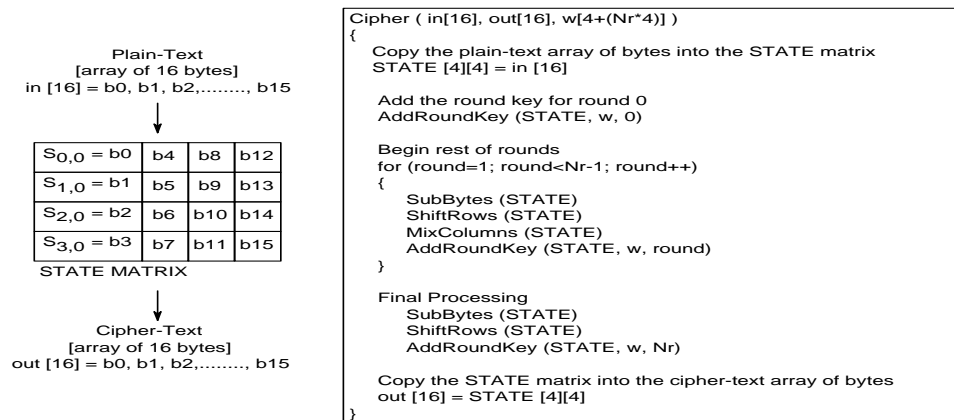 Plain-Text
[array of 16 bytes]
in [16] = b0, b1, b2,........, b15
S0,0 = b0 b4 b8 b12
S1,0 = b1 b5 b9 b13
S2,0 = b2 b6 b10 b14
S3,0 = b3 b7 b11 b15
STATE MATRIX
Cipher-Text
[array of 16 bytes]
out [16] = b0, b1, b2,........, b15
Cipher ( in[16], out[16], w[4+(Nr*4)] )
{
Copy the plain-text array of bytes into the STATE matrix
STATE [4][4] = in [16]
Add the round key for round 0
AddRoundKey (STATE, w, 0)
Begin rest of rounds
for (round=1; round<Nr-1; round++)
{
SubBytes (STATE)
ShiftRows (STATE)
MixColumns (STATE)
AddRoundKey (STATE, w, round)
}
Final Processing
SubBytes (STATE)
ShiftRows (STATE)
AddRoundKey (STATE, w, Nr)
Copy the STATE matrix into the cipher-text array of bytes
out [16] = STATE [4][4]
}